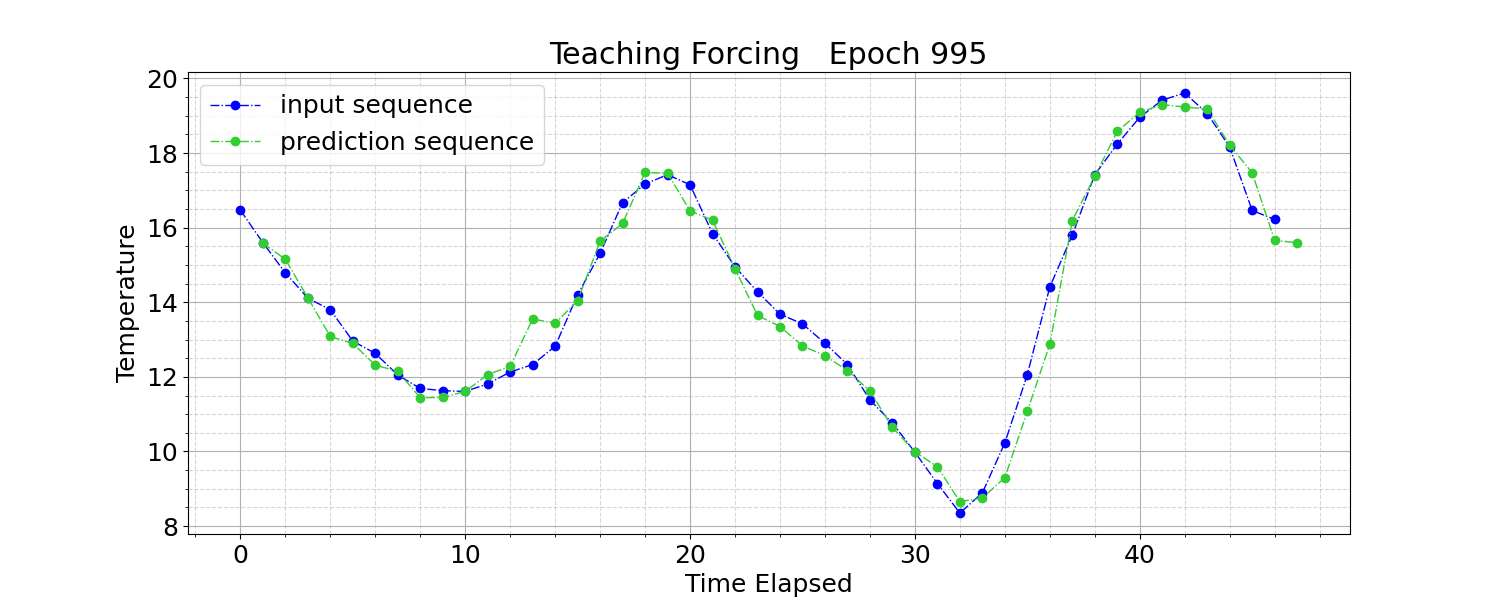 Teaching Forcing   Epoch 995
input sequence
prediction sequence
Temperature
20
18
16
14
12
10
8
0 10 20 30 40
Time Elapsed